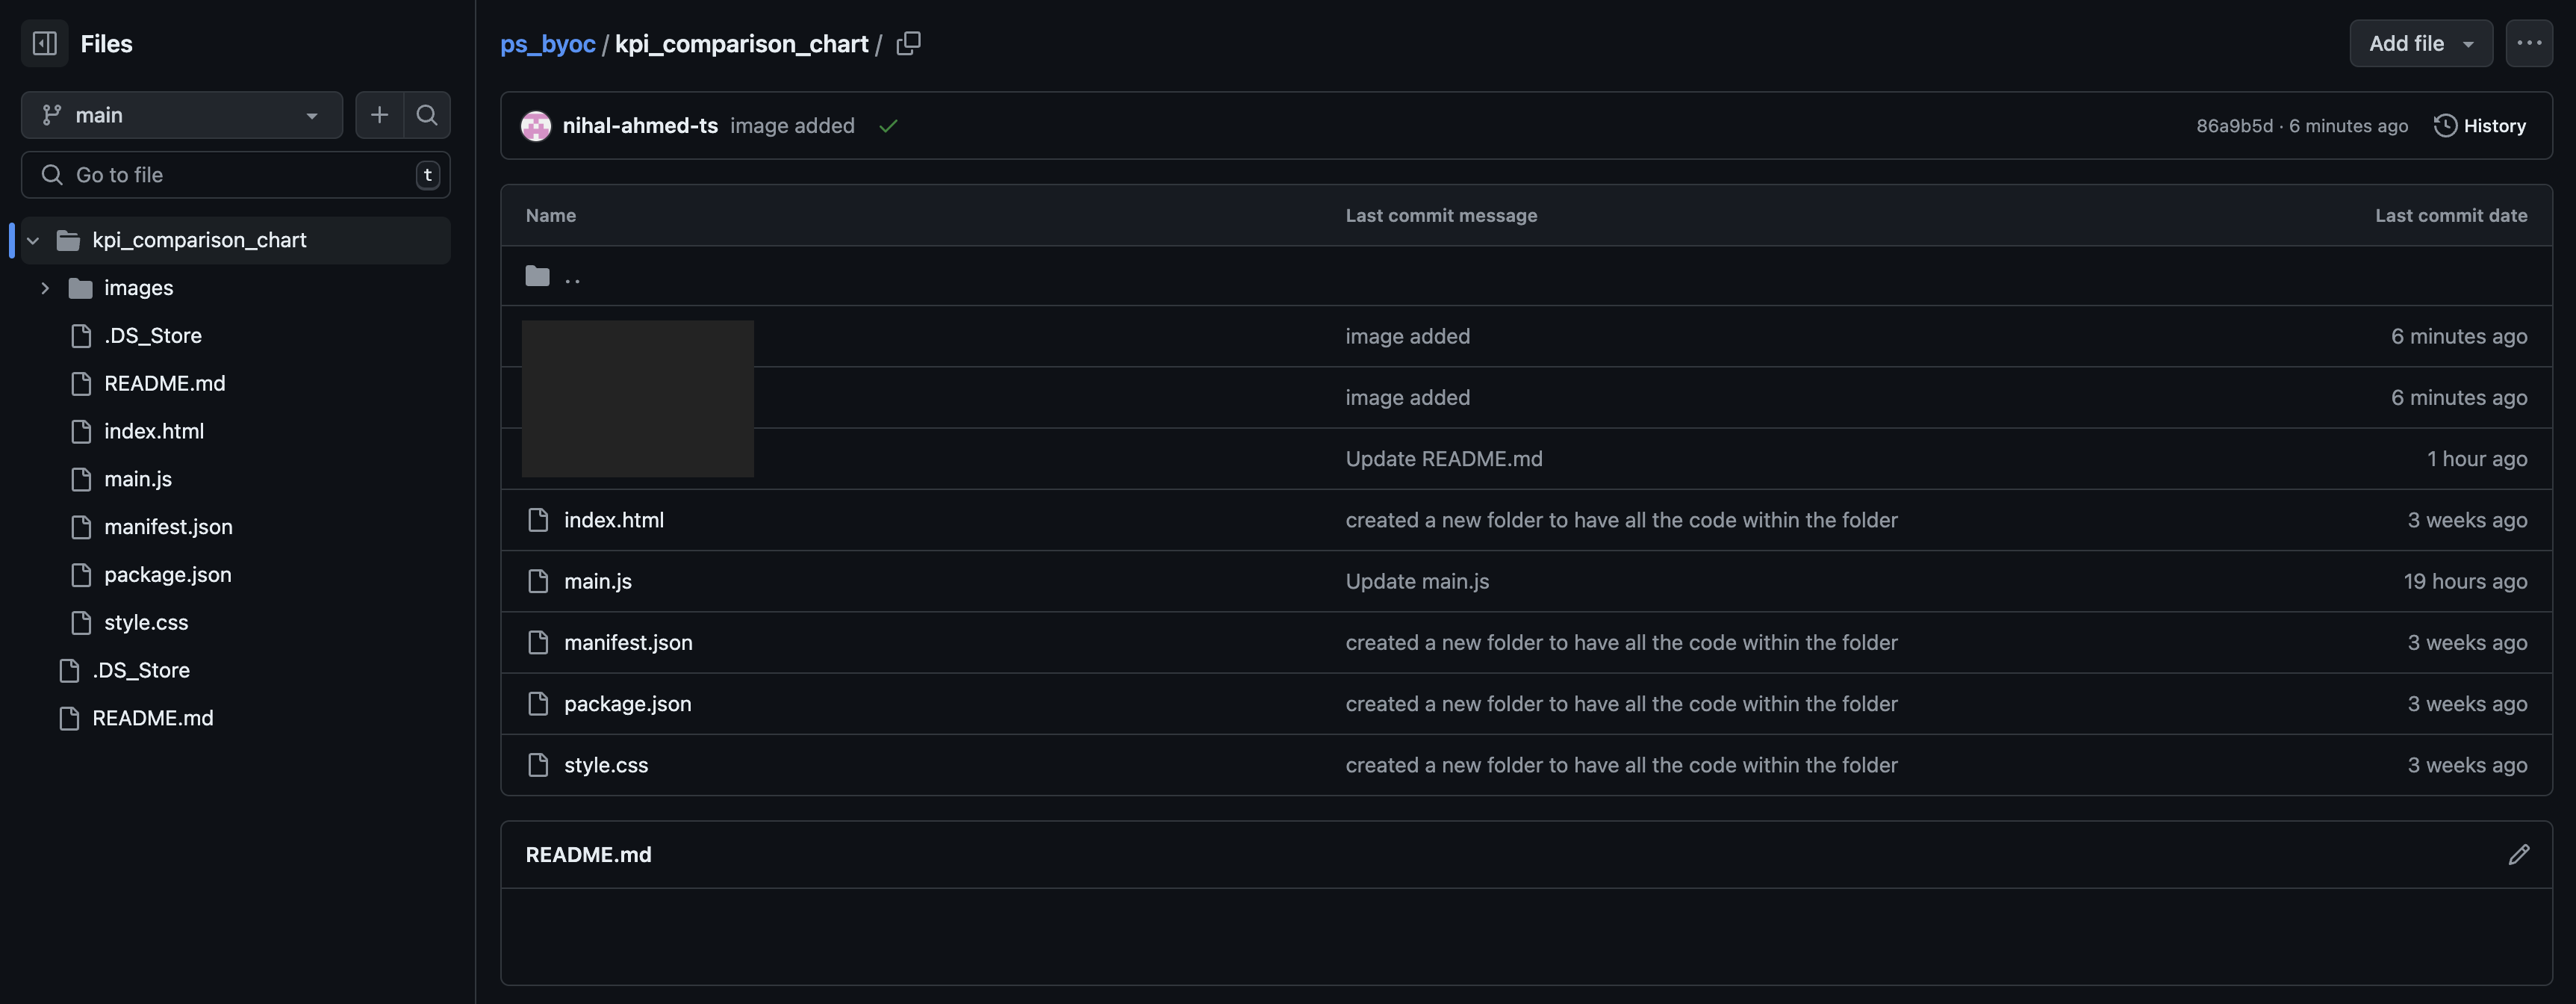 Files
main
Go to file
t
kpi_comparison_chart
images
.DS_Store
README.md
index.html
main.js
manifest.json
package.json
style.css
.DS_Store
README.md
ps_byoc / kpi_comparison_chart /
Add file
nihal-ahmed-ts image added
86a9b5d · 6 minutes ago
History
Name Last commit message Last commit date
..
image added 6 minutes ago
image added 6 minutes ago
Update README.md 1 hour ago
index.html created a new folder to have all the code within the folder 3 weeks ago
main.js Update main.js 19 hours ago
manifest.json created a new folder to have all the code within the folder 3 weeks ago
package.json created a new folder to have all the code within the folder 3 weeks ago
style.css created a new folder to have all the code within the folder 3 weeks ago
README.md